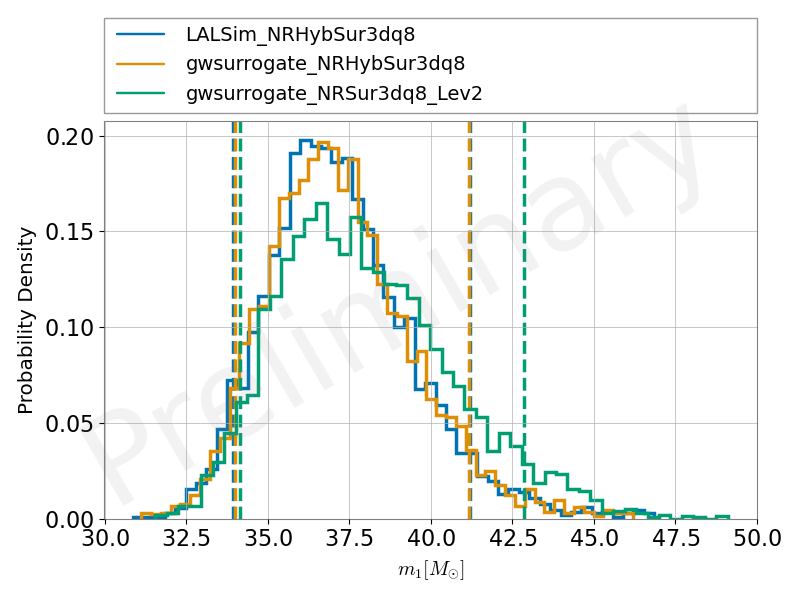 LALSim_NRHybSur3dq8
gwsurrogate_NRHybSur3dq8
gwsurrogate_NRSur3dq8_Lev2
Preliminary
Probability Density
0.20
0.15
0.10
0.05
0.00
30.0 32.5 35.0 37.5 40.0 42.5 45.0 47.5 50.0
m₁[M⊙]